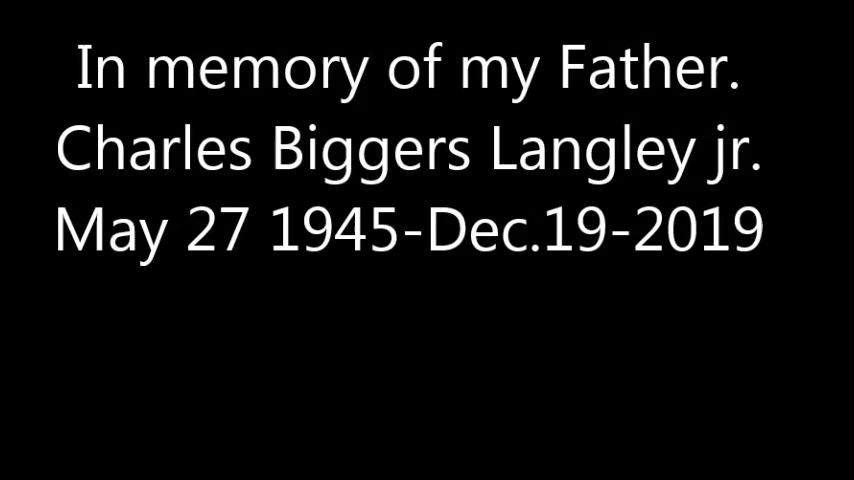 In memory of my Father.
Charles Biggers Langley jr.
May 27 1945-Dec.19-2019